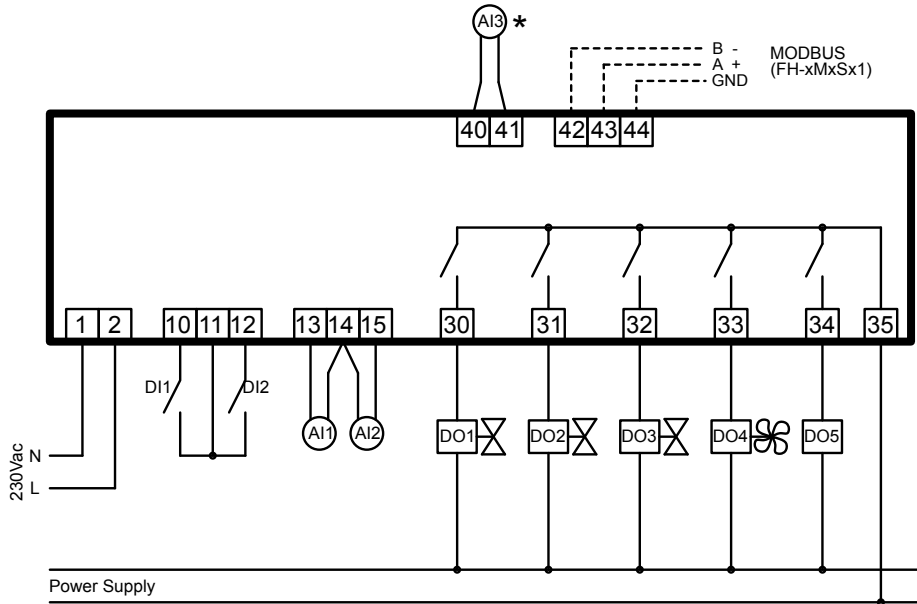 AI3 *
B -
A +
GND
MODBUS
(FH-xMxSx1)
40 41 42 43 44
1 2 10 11 12 13 14 15 30 31 32 33 34 35
DI1 DI2
AI1 AI2
DO1 DO2 DO3 DO4 DO5
230Vac
N
L
Power Supply